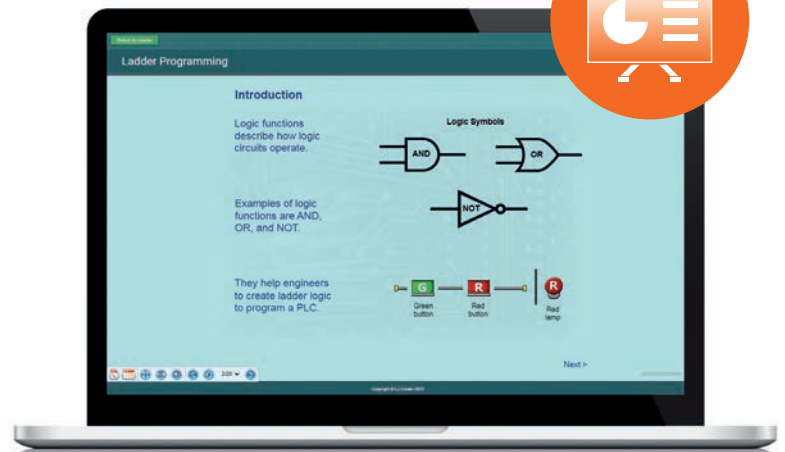 Ladder Programming
Introduction
Logic functions
describe how logic
circuits operate.
Logic Symbols
AND
OR
Examples of logic
functions are AND,
OR, and NOT.
NOT
They help engineers
to create ladder logic
to program a PLC.
G
R
R
Green
button
Red
button
Red
lamp
Next >